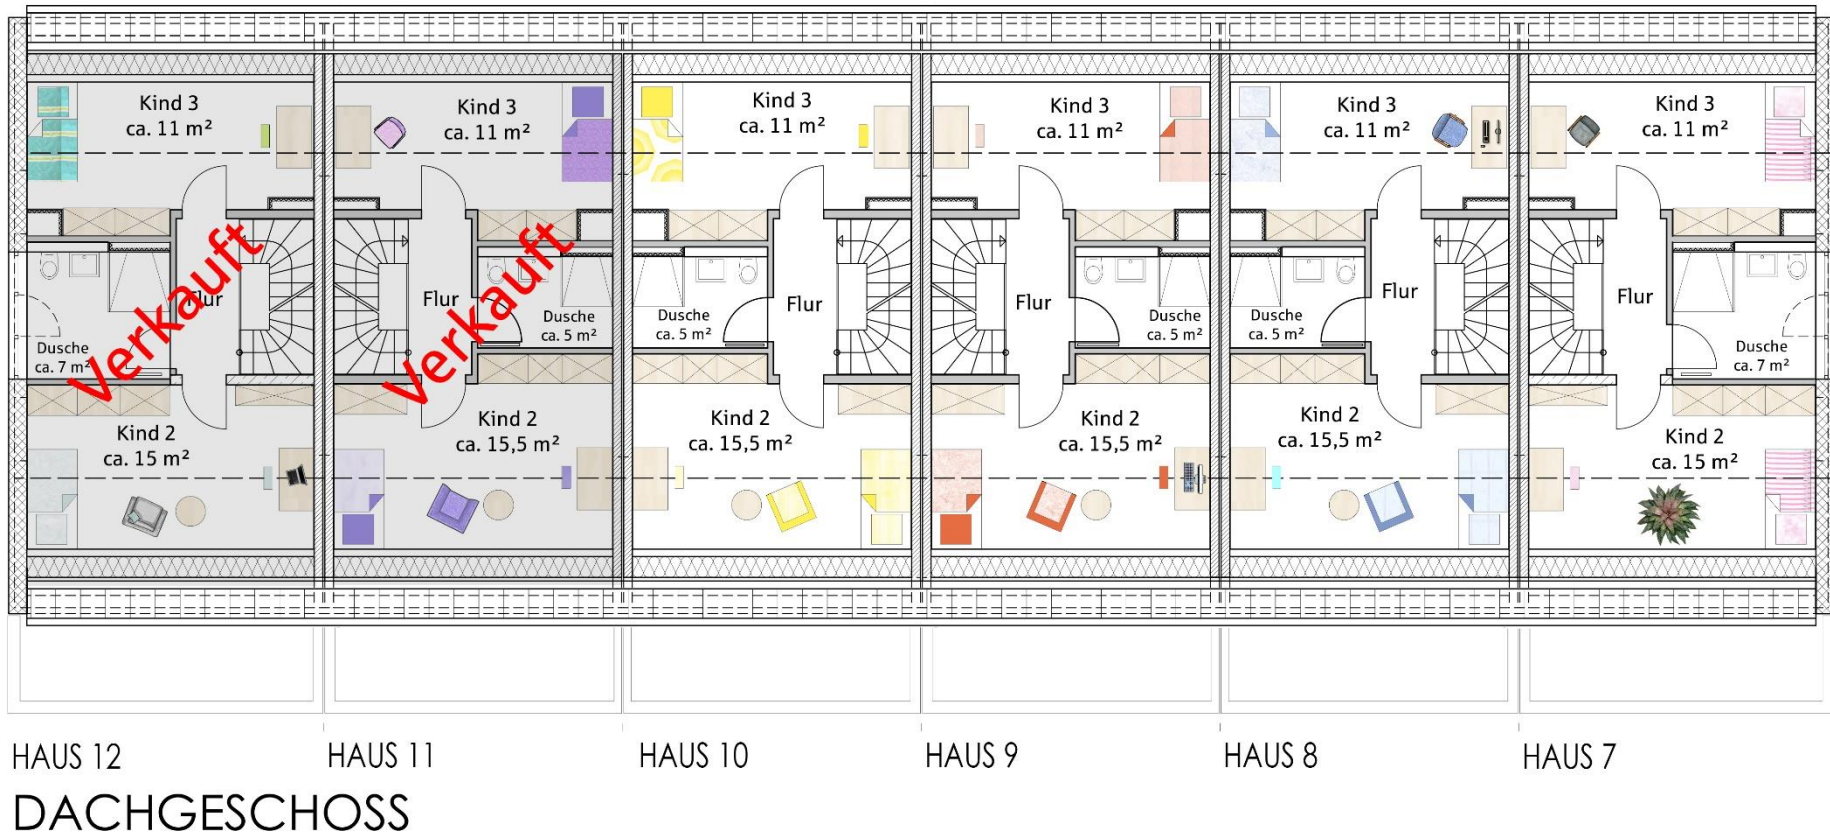 Kind 3
ca. 11 m²
Kind 3
ca. 11 m²
Kind 3
ca. 11 m²
Kind 3
ca. 11 m²
Kind 3
ca. 11 m²
Kind 3
ca. 11 m²
Verkauft
Flur
Dusche
ca. 7 m²
Verkauft
Flur
Dusche
ca. 5 m²
Dusche
ca. 5 m²
Flur
Flur
Dusche
ca. 5 m²
Dusche
ca. 5 m²
Flur
Flur
Dusche
ca. 7 m²
Kind 2
ca. 15 m²
Kind 2
ca. 15,5 m²
Kind 2
ca. 15,5 m²
Kind 2
ca. 15,5 m²
Kind 2
ca. 15,5 m²
Kind 2
ca. 15 m²
HAUS 12
HAUS 11
HAUS 10
HAUS 9
HAUS 8
HAUS 7
DACHGESCHOSS